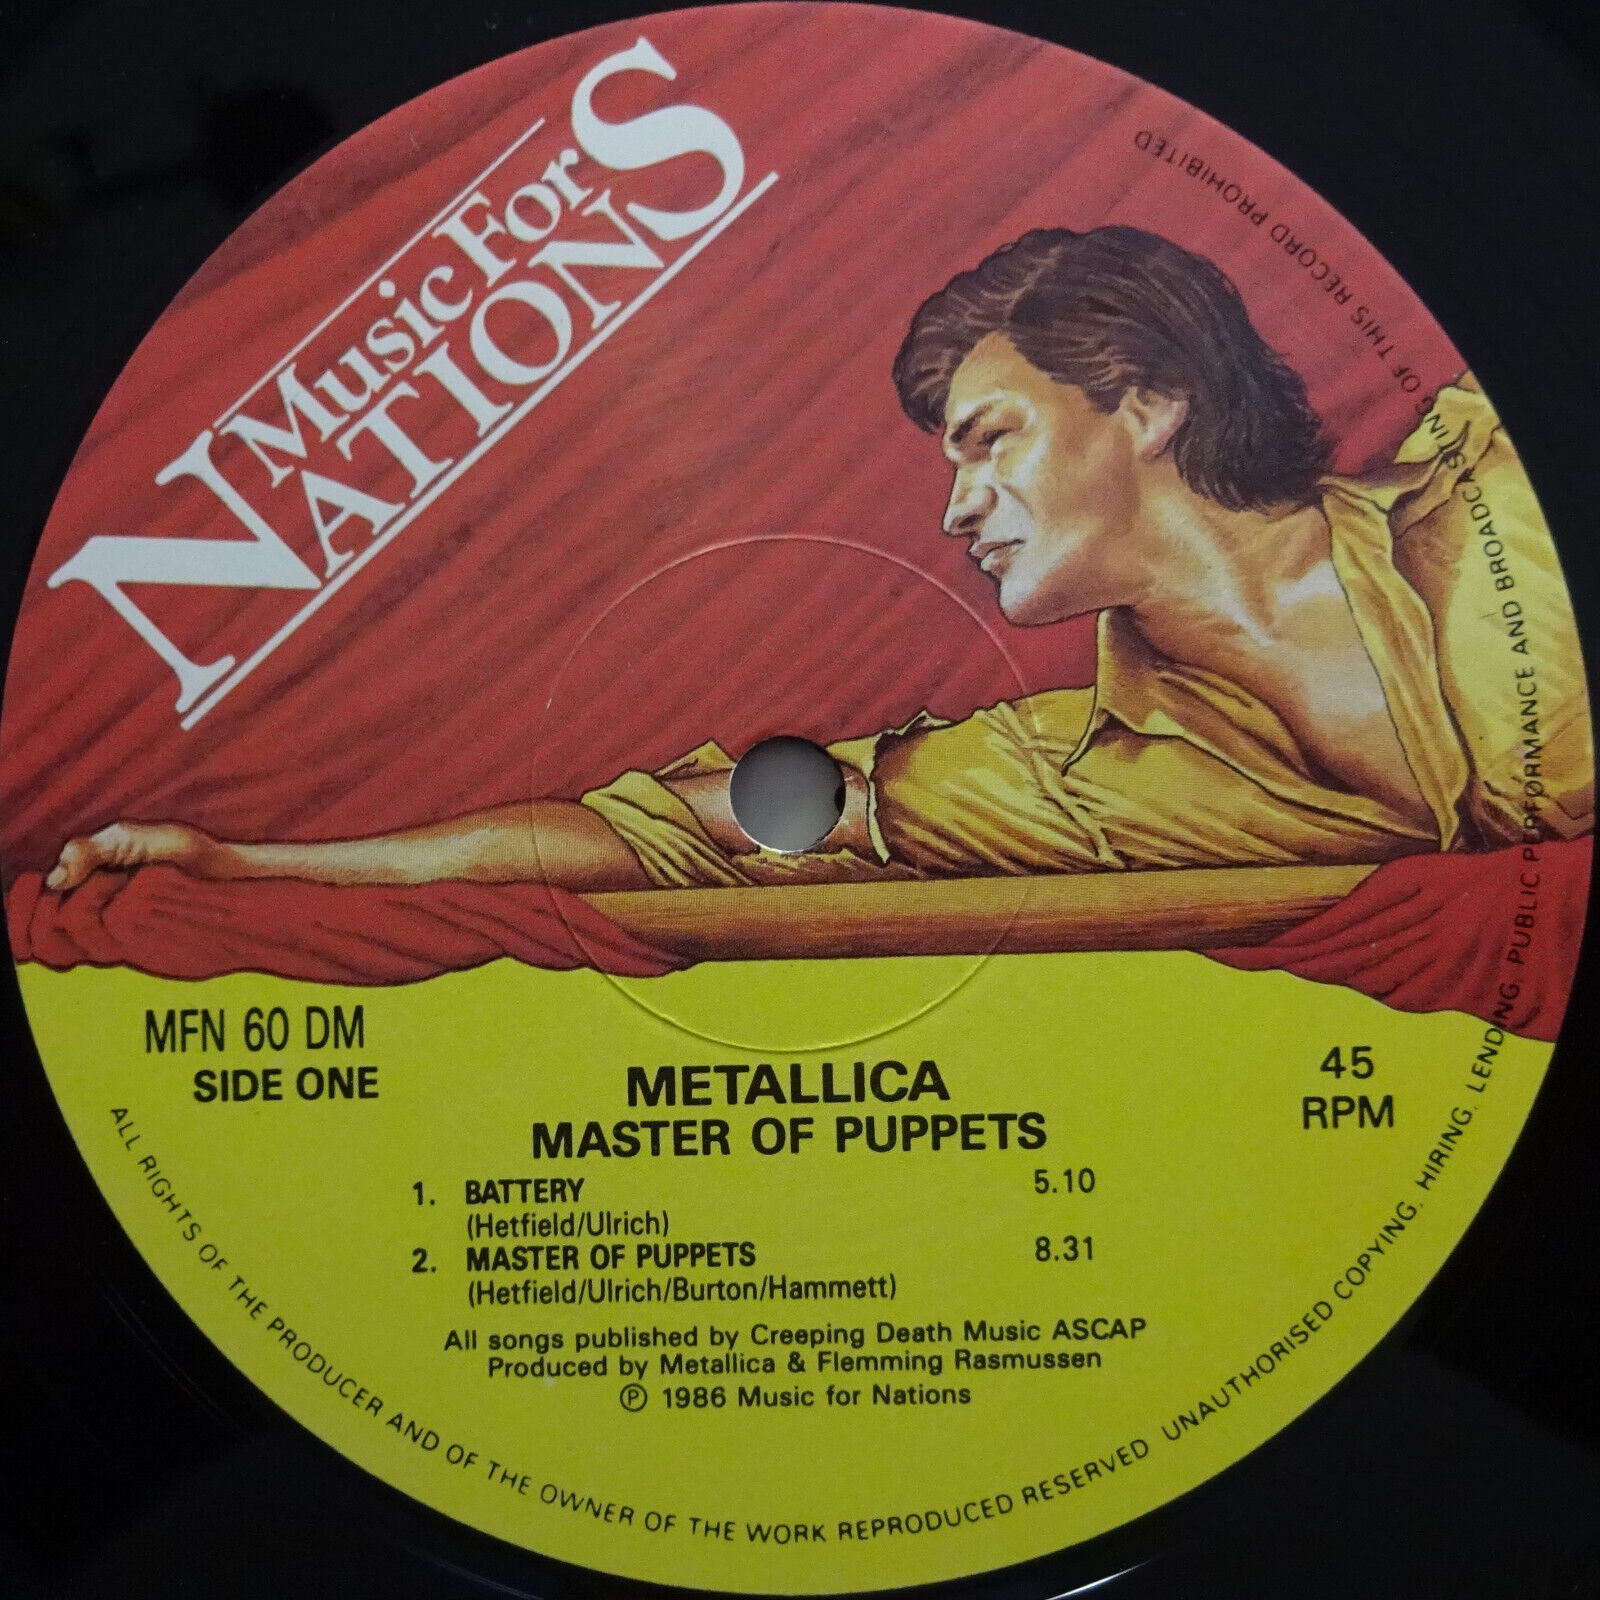 Music For
NATIONS
MFN 60 DM
SIDE ONE
45
RPM
METALLICA
MASTER OF PUPPETS
1. BATTERY 5.10
(Hetfield/Ulrich)
2. MASTER OF PUPPETS 8.31
(Hetfield/Ulrich/Burton/Hammett)
All songs published by Creeping Death Music ASCAP
Produced by Metallica & Flemming Rasmussen
Ⓟ 1986 Music for Nations
ALL RIGHTS OF THE PRODUCER AND OF THE OWNER OF THE WORK REPRODUCED RESERVED UNAUTHORISED COPYING, HIRING, LENDING, PUBLIC PERFORMANCE AND BROADCASTING OF THIS RECORD PROHIBITED